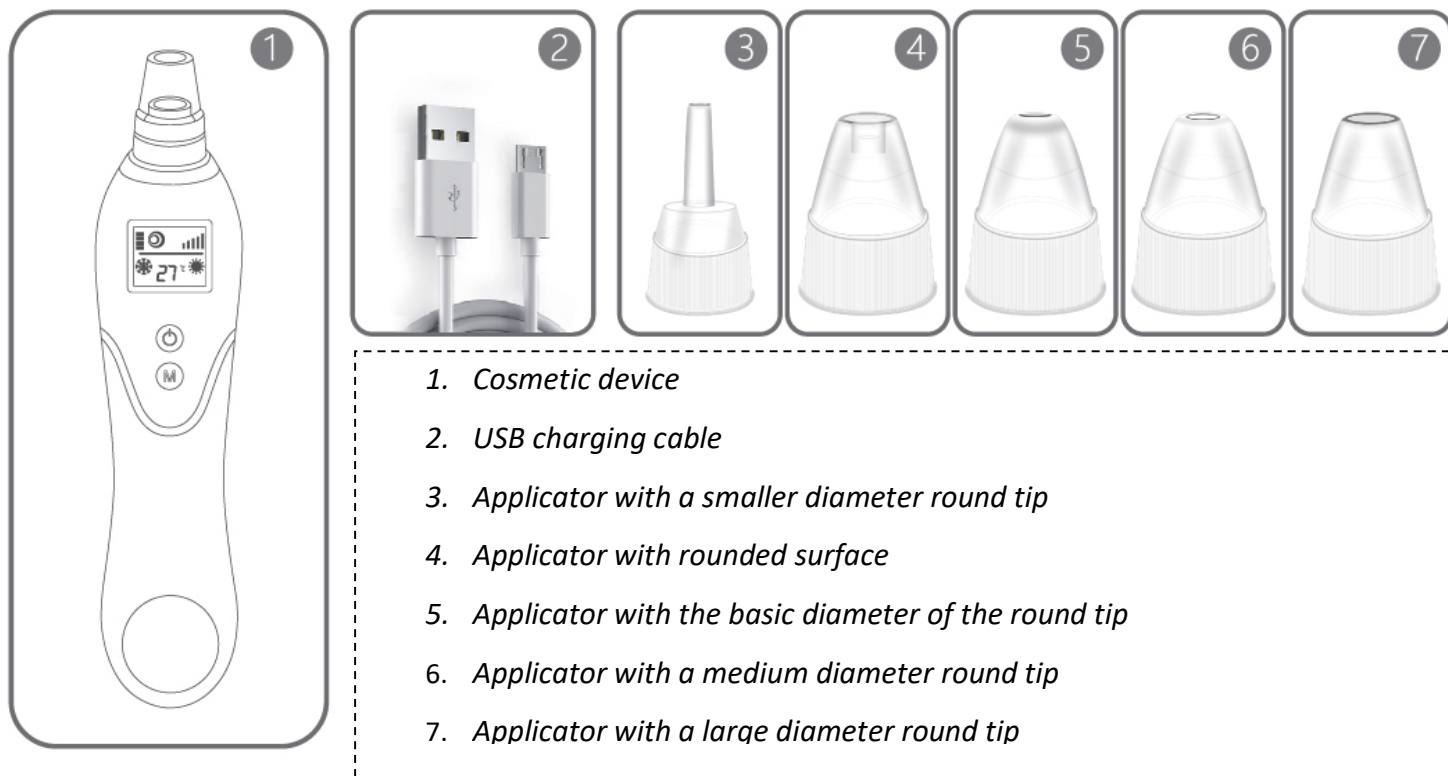 1
2
3
4
5
6
7
27 °C
M
1. Cosmetic device
2. USB charging cable
3. Applicator with a smaller diameter round tip
4. Applicator with rounded surface
5. Applicator with the basic diameter of the round tip
6. Applicator with a medium diameter round tip
7. Applicator with a large diameter round tip